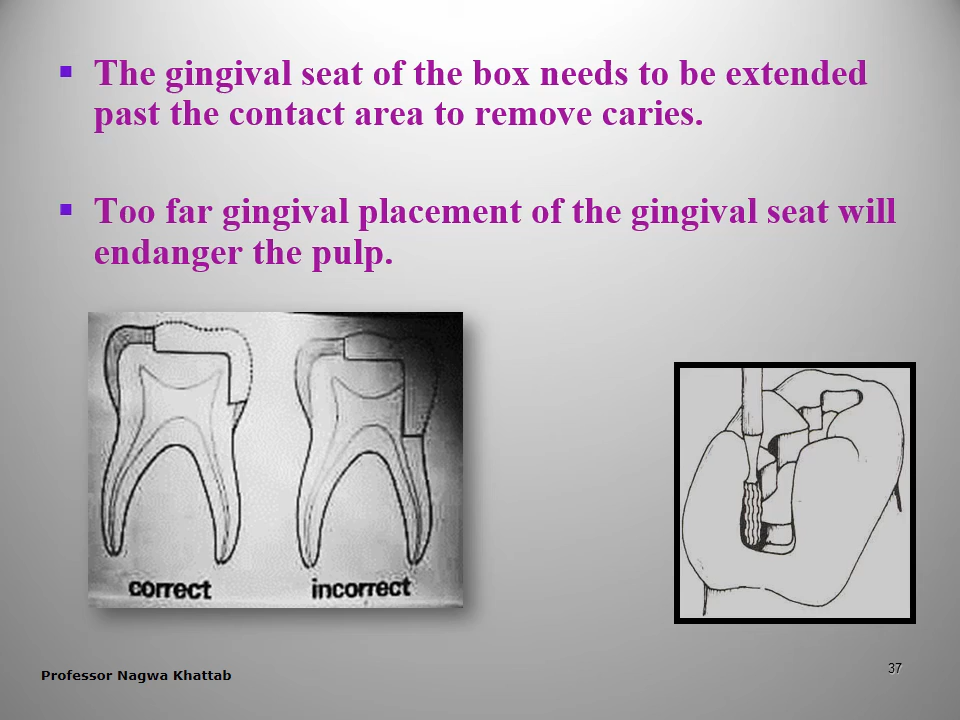 ▪ The gingival seat of the box needs to be extended
past the contact area to remove caries.
▪ Too far gingival placement of the gingival seat will
endanger the pulp.
correct
incorrect
Professor Nagwa Khattab
37